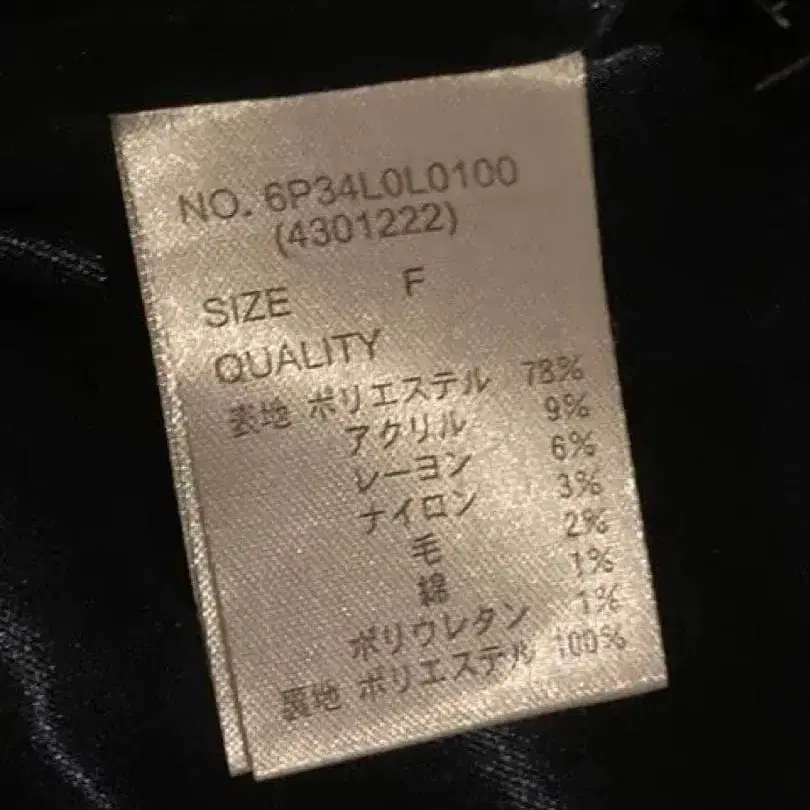 NO. 6P34L0L0100
(4301222)
SIZE F
QUALITY
表地 ポリエステル 78%
アクリル 9%
レーヨン 6%
ナイロン 3%
毛 2%
綿 1%
ポリウレタン 1%
裏地 ポリエステル 100%